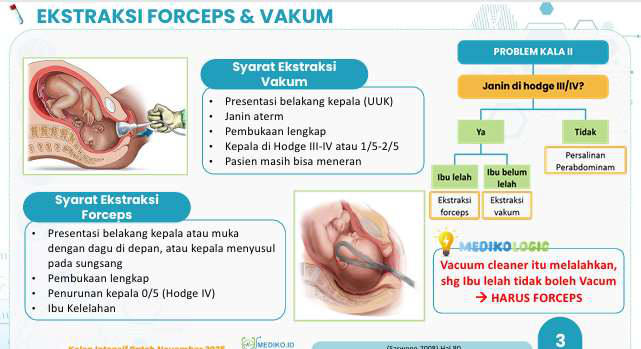 EKSTRAKSI FORCEPS & VAKUM
Syarat Ekstraksi
Vakum
• Presentasi belakang kepala (UUK)
• Janin aterm
• Pembukaan lengkap
• Kepala di Hodge III-IV atau 1/5-2/5
• Pasien masih bisa meneran
Syarat Ekstraksi
Forceps
• Presentasi belakang kepala atau muka
dengan dagu di depan, atau kepala menyusul
pada sungsang
• Pembukaan lengkap
• Penurunan kepala 0/5 (Hodge IV)
• Ibu Kelelahan
PROBLEM KALA II
Janin di hodge III/IV?
Ya
Tidak
Persalinan
Perabdominam
Ibu lelah
Ibu belum
lelah
Ekstraksi
forceps
Ekstraksi
vakum
MEDIKOLOGIC
Vacuum cleaner itu melalahkan,
shg Ibu lelah tidak boleh Vacum
→ HARUS FORCEPS
MEDIKO.ID
3